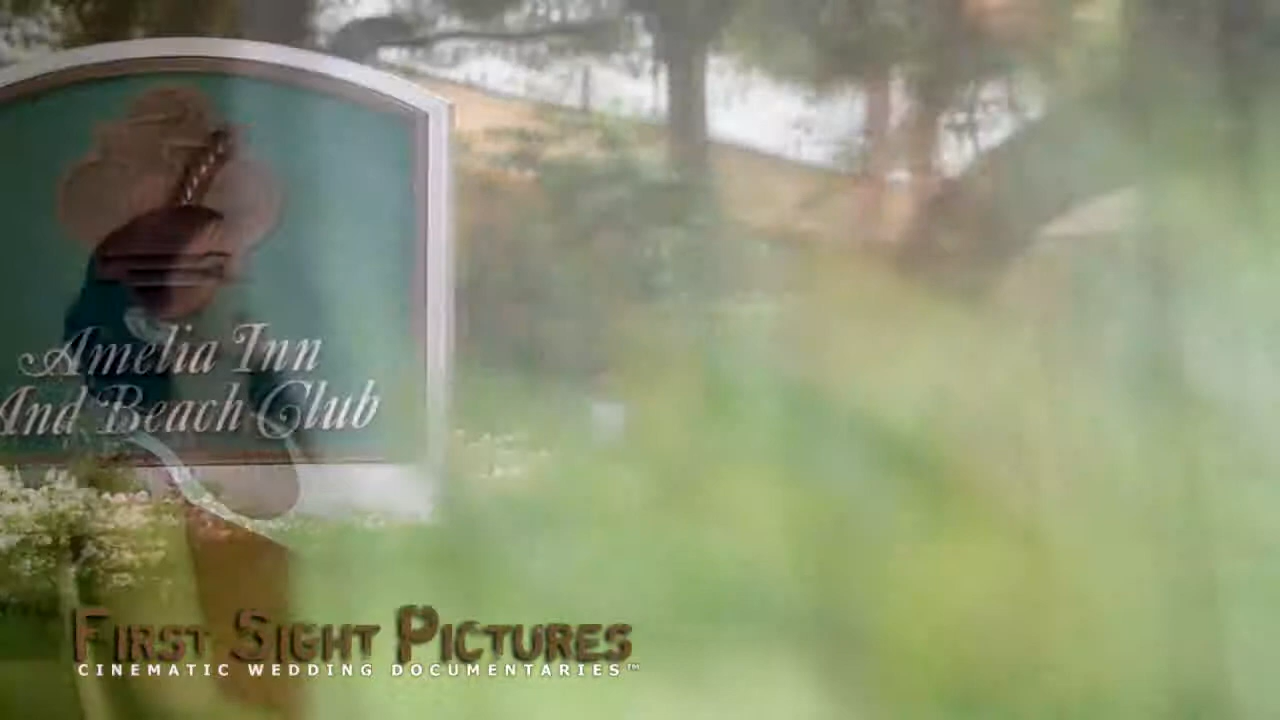 Amelia Inn
And Beach Club
FIRST SIGHT PICTURES
CINEMATIC WEDDING DOCUMENTARIES™